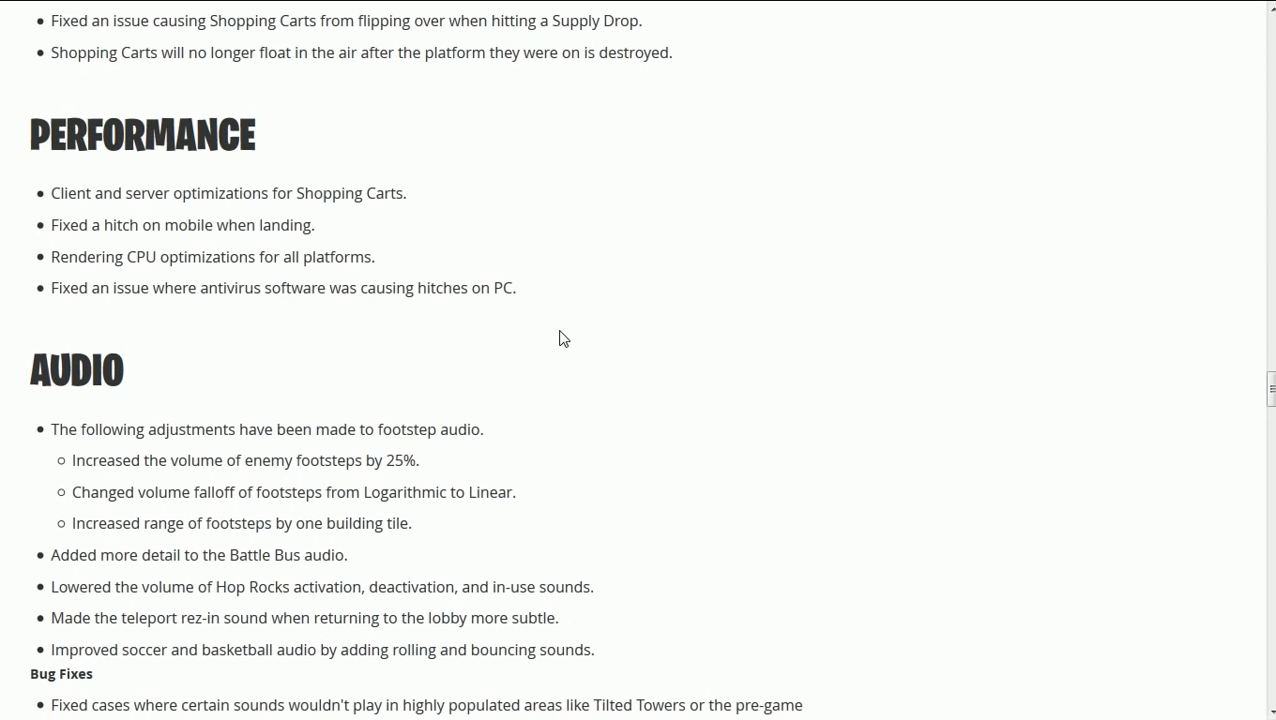 Fixed an issue causing Shopping Carts from flipping over when hitting a Supply Drop.
Shopping Carts will no longer float in the air after the platform they were on is destroyed.
PERFORMANCE
Client and server optimizations for Shopping Carts.
Fixed a hitch on mobile when landing.
Rendering CPU optimizations for all platforms.
Fixed an issue where antivirus software was causing hitches on PC.
AUDIO
The following adjustments have been made to footstep audio.
Increased the volume of enemy footsteps by 25%.
Changed volume falloff of footsteps from Logarithmic to Linear.
Increased range of footsteps by one building tile.
Added more detail to the Battle Bus audio.
Lowered the volume of Hop Rocks activation, deactivation, and in-use sounds.
Made the teleport rez-in sound when returning to the lobby more subtle.
Improved soccer and basketball audio by adding rolling and bouncing sounds.
Bug Fixes
Fixed cases where certain sounds wouldn't play in highly populated areas like Tilted Towers or the pre-game